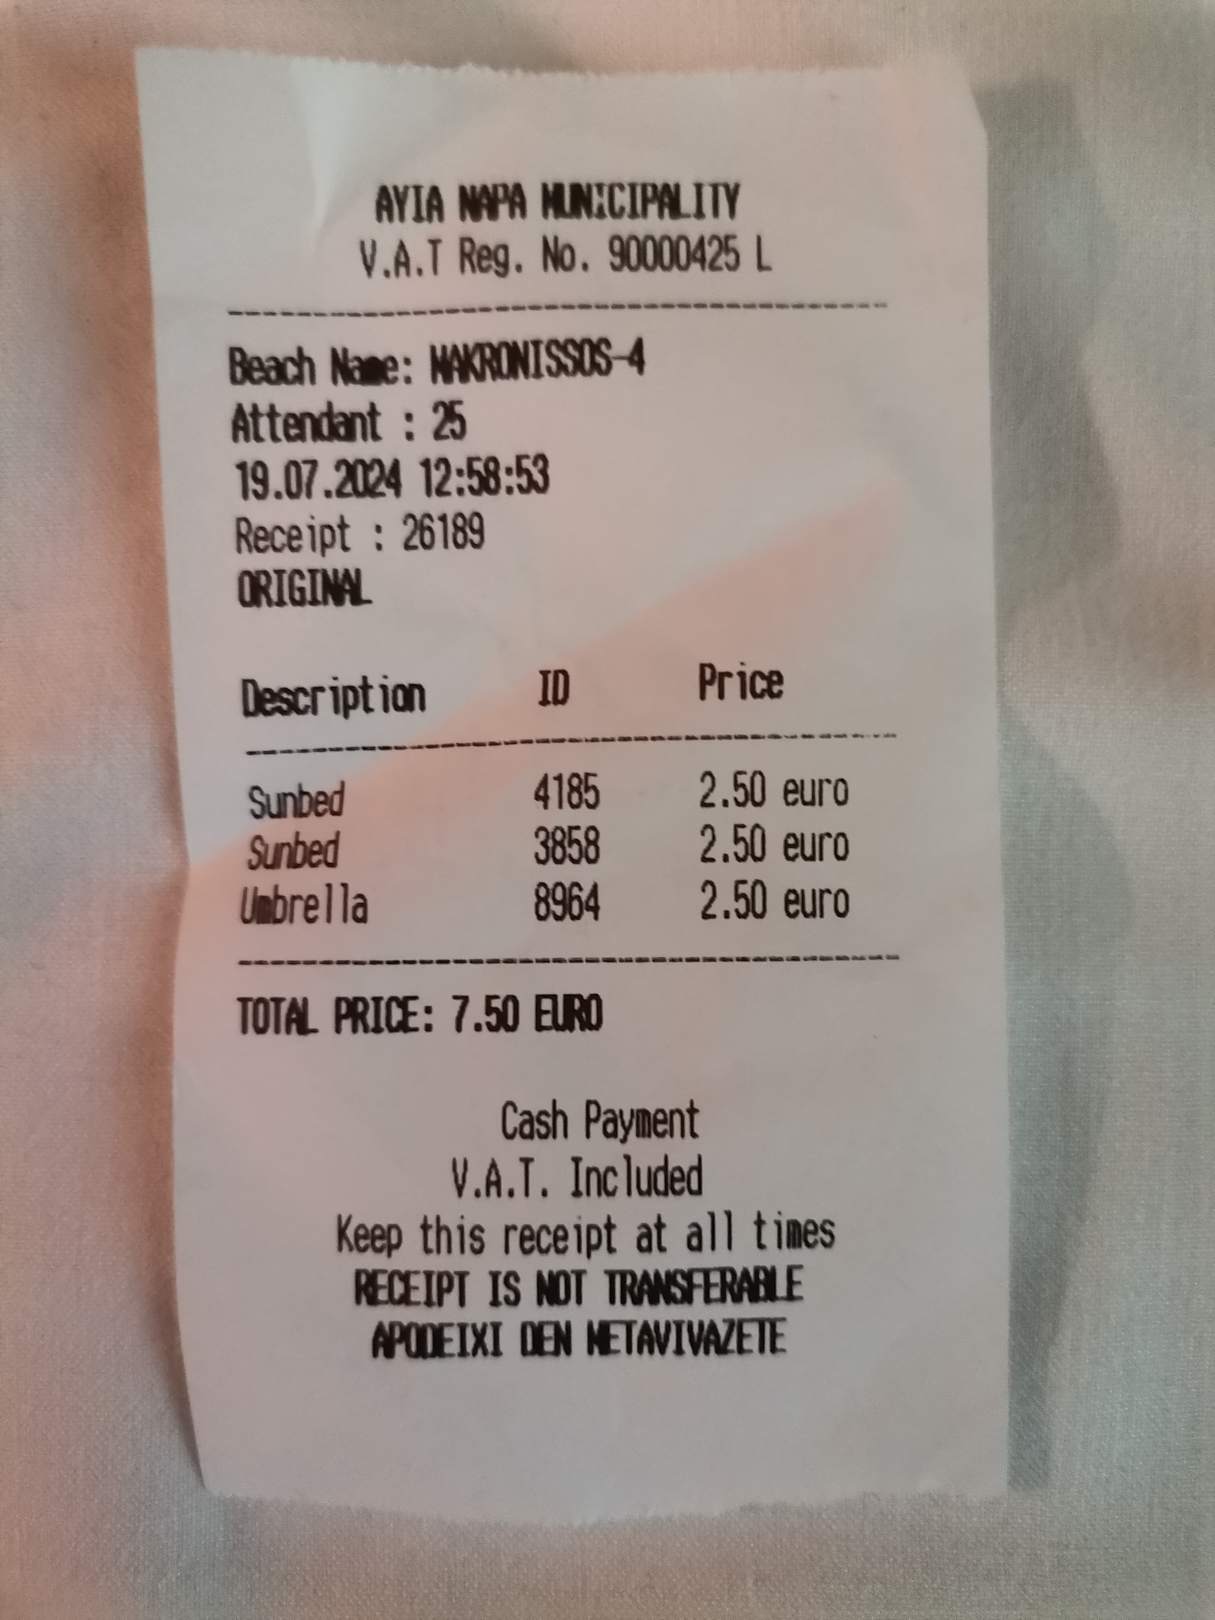 AYIA NAPA MUNICIPALITY
V.A.T Reg. No. 90000425 L
Beach Name: MAKRONISSOS-4
Attendant : 25
19.07.2024 12:58:53
Receipt : 26189
ORIGINAL
Description ID Price
Sunbed 4185 2.50 euro
Sunbed 3858 2.50 euro
Umbrella 8964 2.50 euro
TOTAL PRICE: 7.50 EURO
Cash Payment
V.A.T. Included
Keep this receipt at all times
RECEIPT IS NOT TRANSFERABLE
APODEIXI DEN METAVIVAZETE